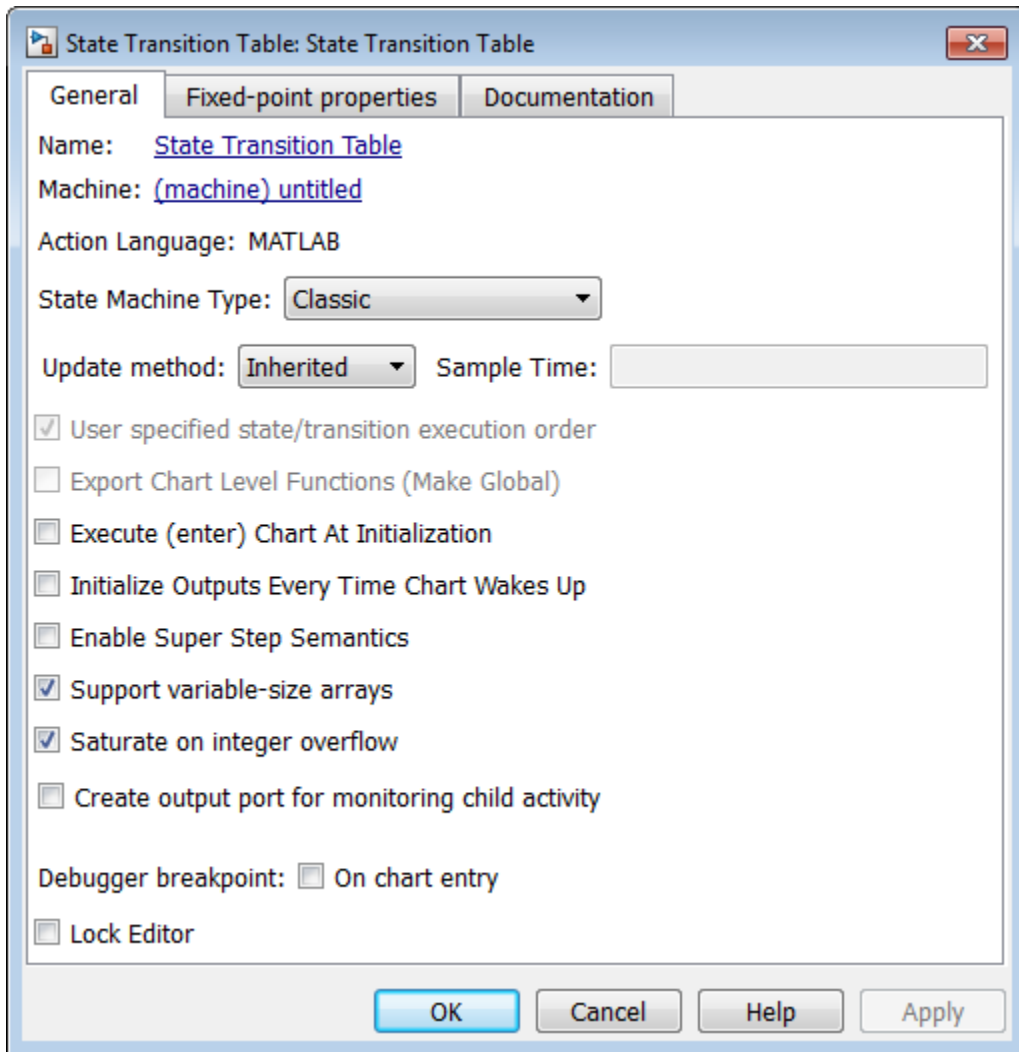 State Transition Table: State Transition Table
General Fixed-point properties Documentation
Name: State Transition Table
Machine: (machine) untitled
Action Language: MATLAB
State Machine Type: Classic
Update method: Inherited Sample Time:
User specified state/transition execution order
Export Chart Level Functions (Make Global)
Execute (enter) Chart At Initialization
Initialize Outputs Every Time Chart Wakes Up
Enable Super Step Semantics
Support variable-size arrays
Saturate on integer overflow
Create output port for monitoring child activity
Debugger breakpoint: On chart entry
Lock Editor
OK Cancel Help Apply